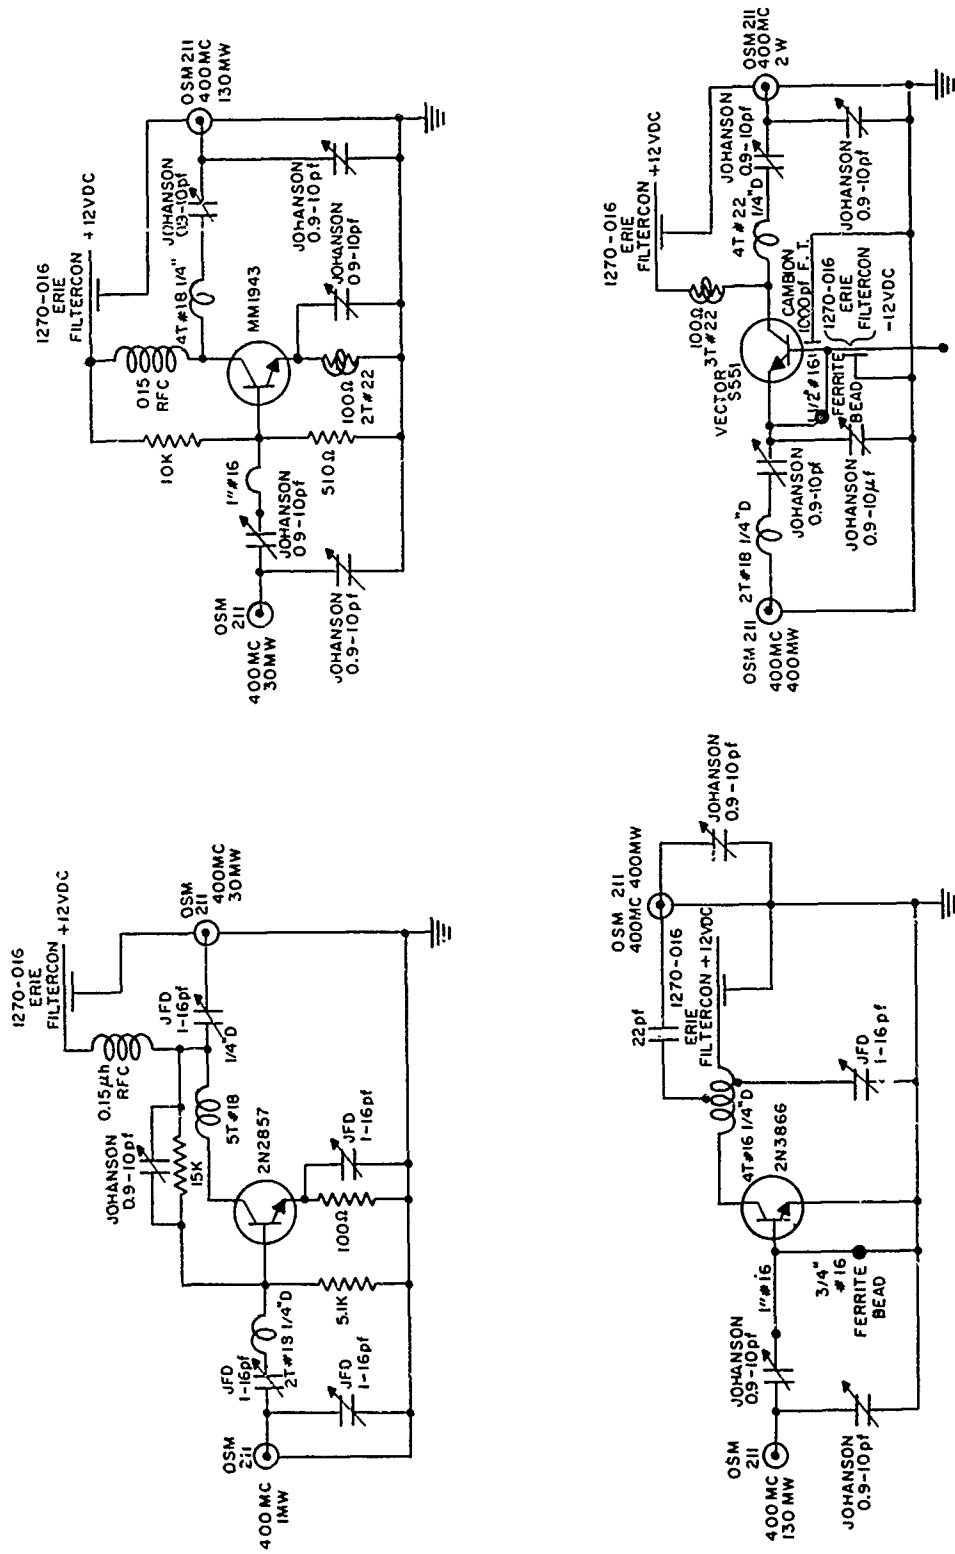 1270-016
ERIE
FILTERCON
+12VDC
0.15µh
RFC
JOHANSON
0.9-10pf
15K
JFD
1-16pf
1/4"D
5T#18
OSM
211
400MC
30MW
2N2857
JFD
1-16pf
100Ω
5.1K
2T#18 1/4"D
JFD
1-16pf
JFD
1-16pf
OSM
211
400 MC
1MW
1270-016
ERIE
FILTERCON
+12VDC
015
RFC
10K
4T#18 1/4"
JOHANSON
0.9-10pf
OSM 211
400MC
130MW
JOHANSON
0.9-10pf
JOHANSON
0.9-10pf
MM1943
100Ω
2T#22
510Ω
1"#16
JOHANSON
0.9-10pf
JOHANSON
0.9-10pf
OSM
211
400MC
30MW
OSM 211
400MC 400MW
JOHANSON
0.9-10pf
22pf
1270-016
ERIE
FILTERCON +12VDC
JFD
1-16pf
4T#16 1/4"D
2N3866
1"#16
3/4"
#16
FERRITE
BEAD
JOHANSON
0.9-10pf
JOHANSON
0.9-10pf
OSM
211
400MC
130 MW
1270-016
ERIE
FILTERCON
+12VDC
100Ω
3T#22
4T#22 1/4"D
JOHANSON
0.9-10pf
OSM 211
400MC
2W
JOHANSON
0.9-10pf
VECTOR
S551
CAMBION
1000pf F.T.
1270-016
ERIE
FILTERCON
-12VDC
1 1/2"#16
FERRITE
BEAD
JOHANSON
0.9-10pf
JOHANSON
0.9-10µf
2T#18 1/4"D
OSM 211
400MC
400MW